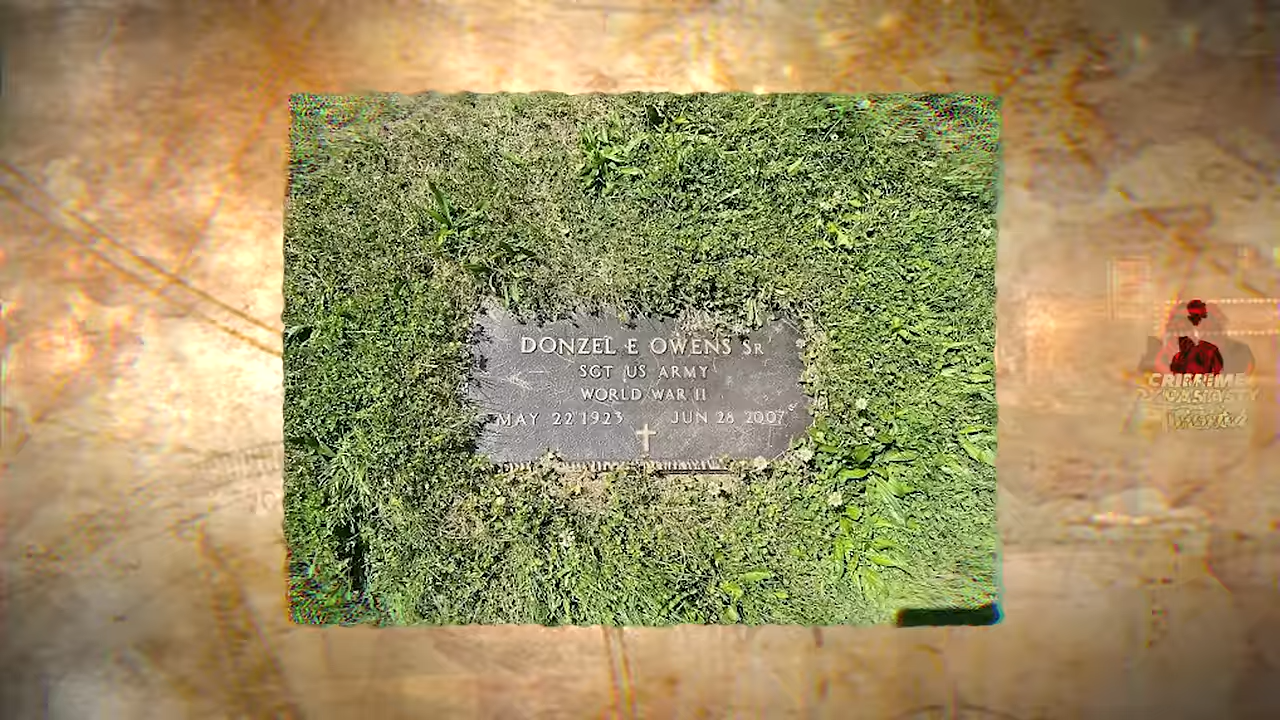 DONZEL E OWENS SR
SGT US ARMY
WORLD WAR II
MAY 22 1923 JUN 28 2007